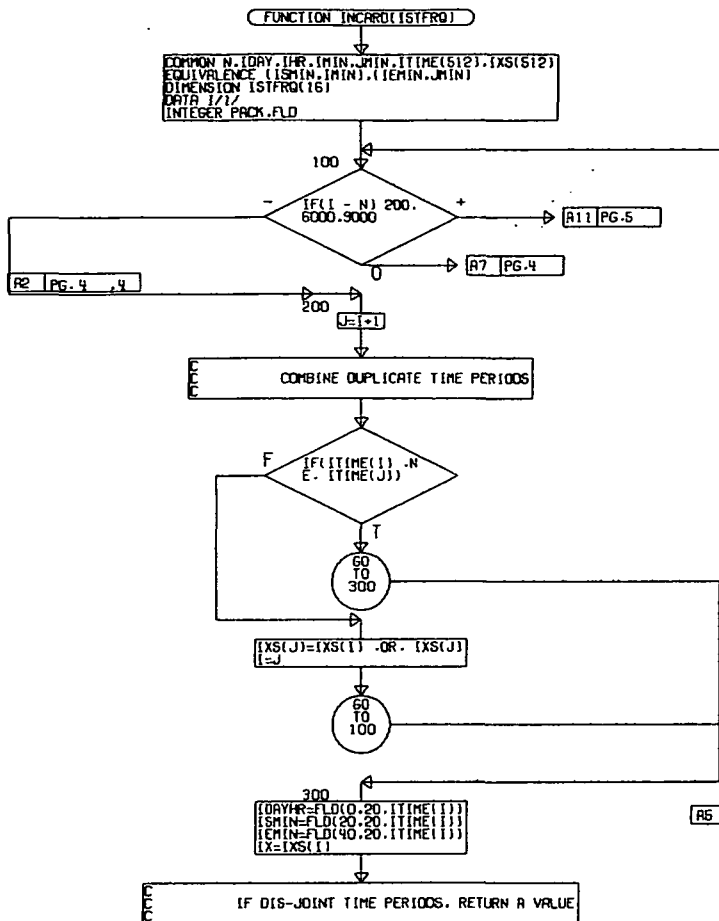 FUNCTION INCARD(ISTFRQ)
COMMON N.IDAY.IHR.IMIN.JMIN.ITIME(512).IXS(512)
EQUIVALENCE (ISMIN.IMIN).(IEMIN.JMIN)
DIMENSION ISTFRQ(16)
DATA I/1/
INTEGER PACK.FLD
100
-
IF(I - N) 200.
6000.9000
+
A11 PG.5
0
A7 PG.4
A2 PG. 4 ,4
200
J=I+1
C
C COMBINE DUPLICATE TIME PERIODS
C
F
IF(ITIME(I) .N
E. ITIME(J))
T
GO
TO
300
IXS(J)=IXS(I) .OR. IXS(J)
I=J
GO
TO
100
300
IDAYHR=FLD(0.20.ITIME(I))
ISMIN=FLD(20.20.ITIME(I))
IEMIN=FLD(40.20.ITIME(I))
IX=IXS(I)
A5
C
C IF DIS-JOINT TIME PERIODS. RETURN A VALUE
C